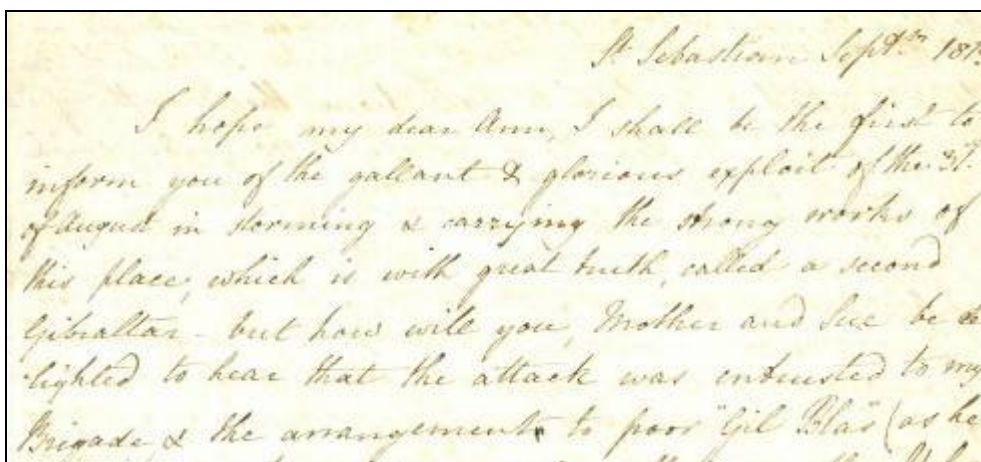 St Sebastian Septbr 181
I hope my dear Ann, I shall be the first to
inform you of the gallant & glorious exploit of the 31st
of August in storming & carrying the strong works of
this place, which is with great truth, called a second
Gibraltar - but how will you, Mother and Sue be de
lighted to hear that the attack was entrusted to my
Brigade, & the arrangements to poor "Gil Blas" (as he